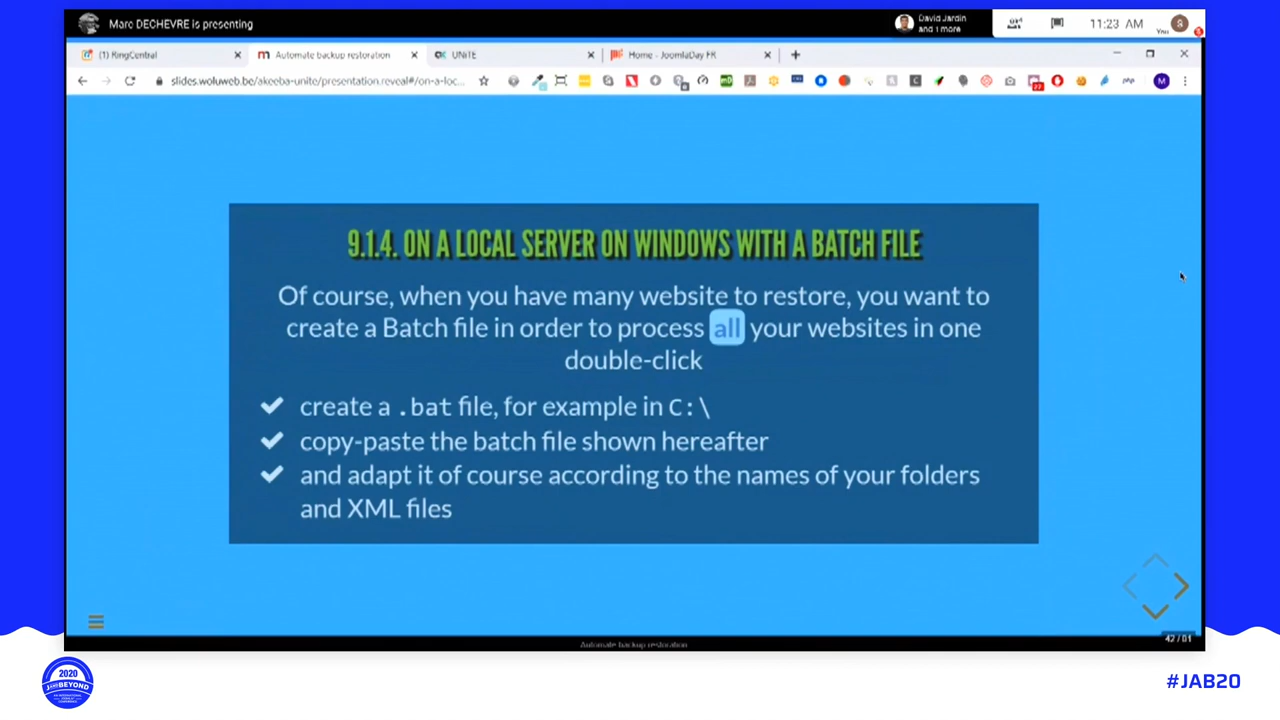 Marc DECHEVRE is presenting
David Jardin
and 1 more
11:23 AM
You
S
(1) RingCentral
Automate backup restoration
UNITE
Home - JoomlaDay FR
slides.woluweb.be/akeeba-unite/presentation.reveal#/on-a-loc...
M
9.1.4. ON A LOCAL SERVER ON WINDOWS WITH A BATCH FILE
Of course, when you have many website to restore, you want to
create a Batch file in order to process all your websites in one
double-click
create a .bat file, for example in C:\
copy-paste the batch file shown hereafter
and adapt it of course according to the names of your folders
and XML files
Automate backup restoration
2020
BEYOND
#JAB20